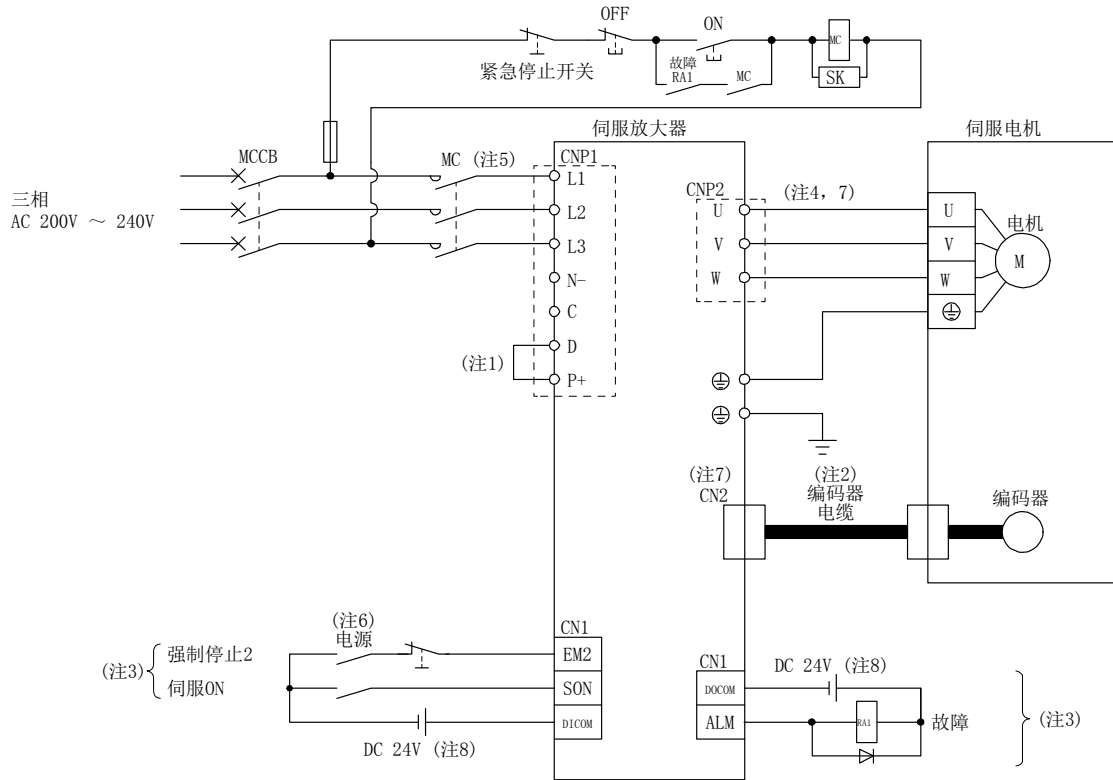 OFF
ON
紧急停止开关
故障
RA1
MC
MC
SK
伺服放大器
伺服电机
MCCB
MC (注5)
CNP1
三相
AC 200V ～ 240V
L1
L2
L3
N-
C
D
P+
(注1)
CNP2
U
V
W
(注4, 7)
U
V
W
电机
M
(注7)
CN2
(注2)
编码器
电缆
编码器
(注3)
强制停止2
伺服ON
(注6)
电源
CN1
EM2
SON
DICOM
DC 24V (注8)
CN1
DOCOM
ALM
DC 24V (注8)
RA1
故障
(注3)